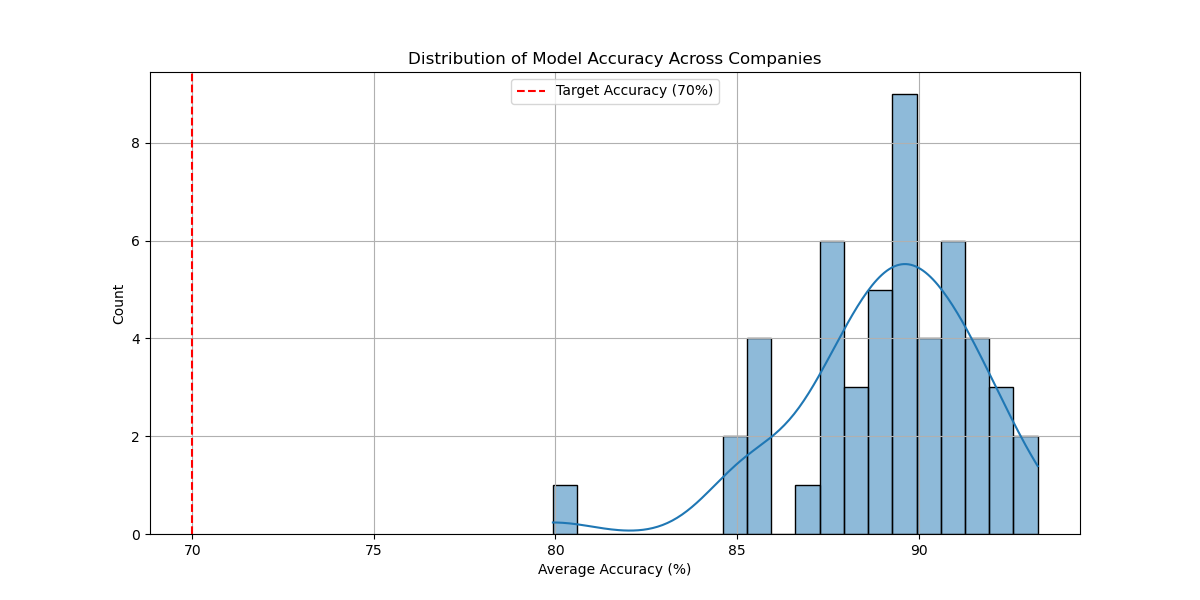 Distribution of Model Accuracy Across Companies
Target Accuracy (70%)
8
6
4
2
0
Count
70 75 80 85 90
Average Accuracy (%)